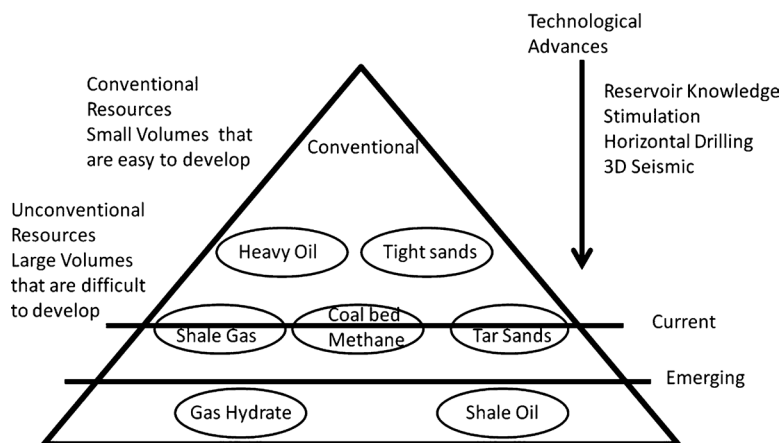 Technological
Advances
Conventional
Resources
Small Volumes that
are easy to develop
Reservoir Knowledge
Stimulation
Horizontal Drilling
3D Seismic
Conventional
Unconventional
Resources
Large Volumes
that are difficult
to develop
Heavy Oil
Tight sands
Shale Gas
Coal bed
Methane
Tar Sands
Current
Emerging
Gas Hydrate
Shale Oil